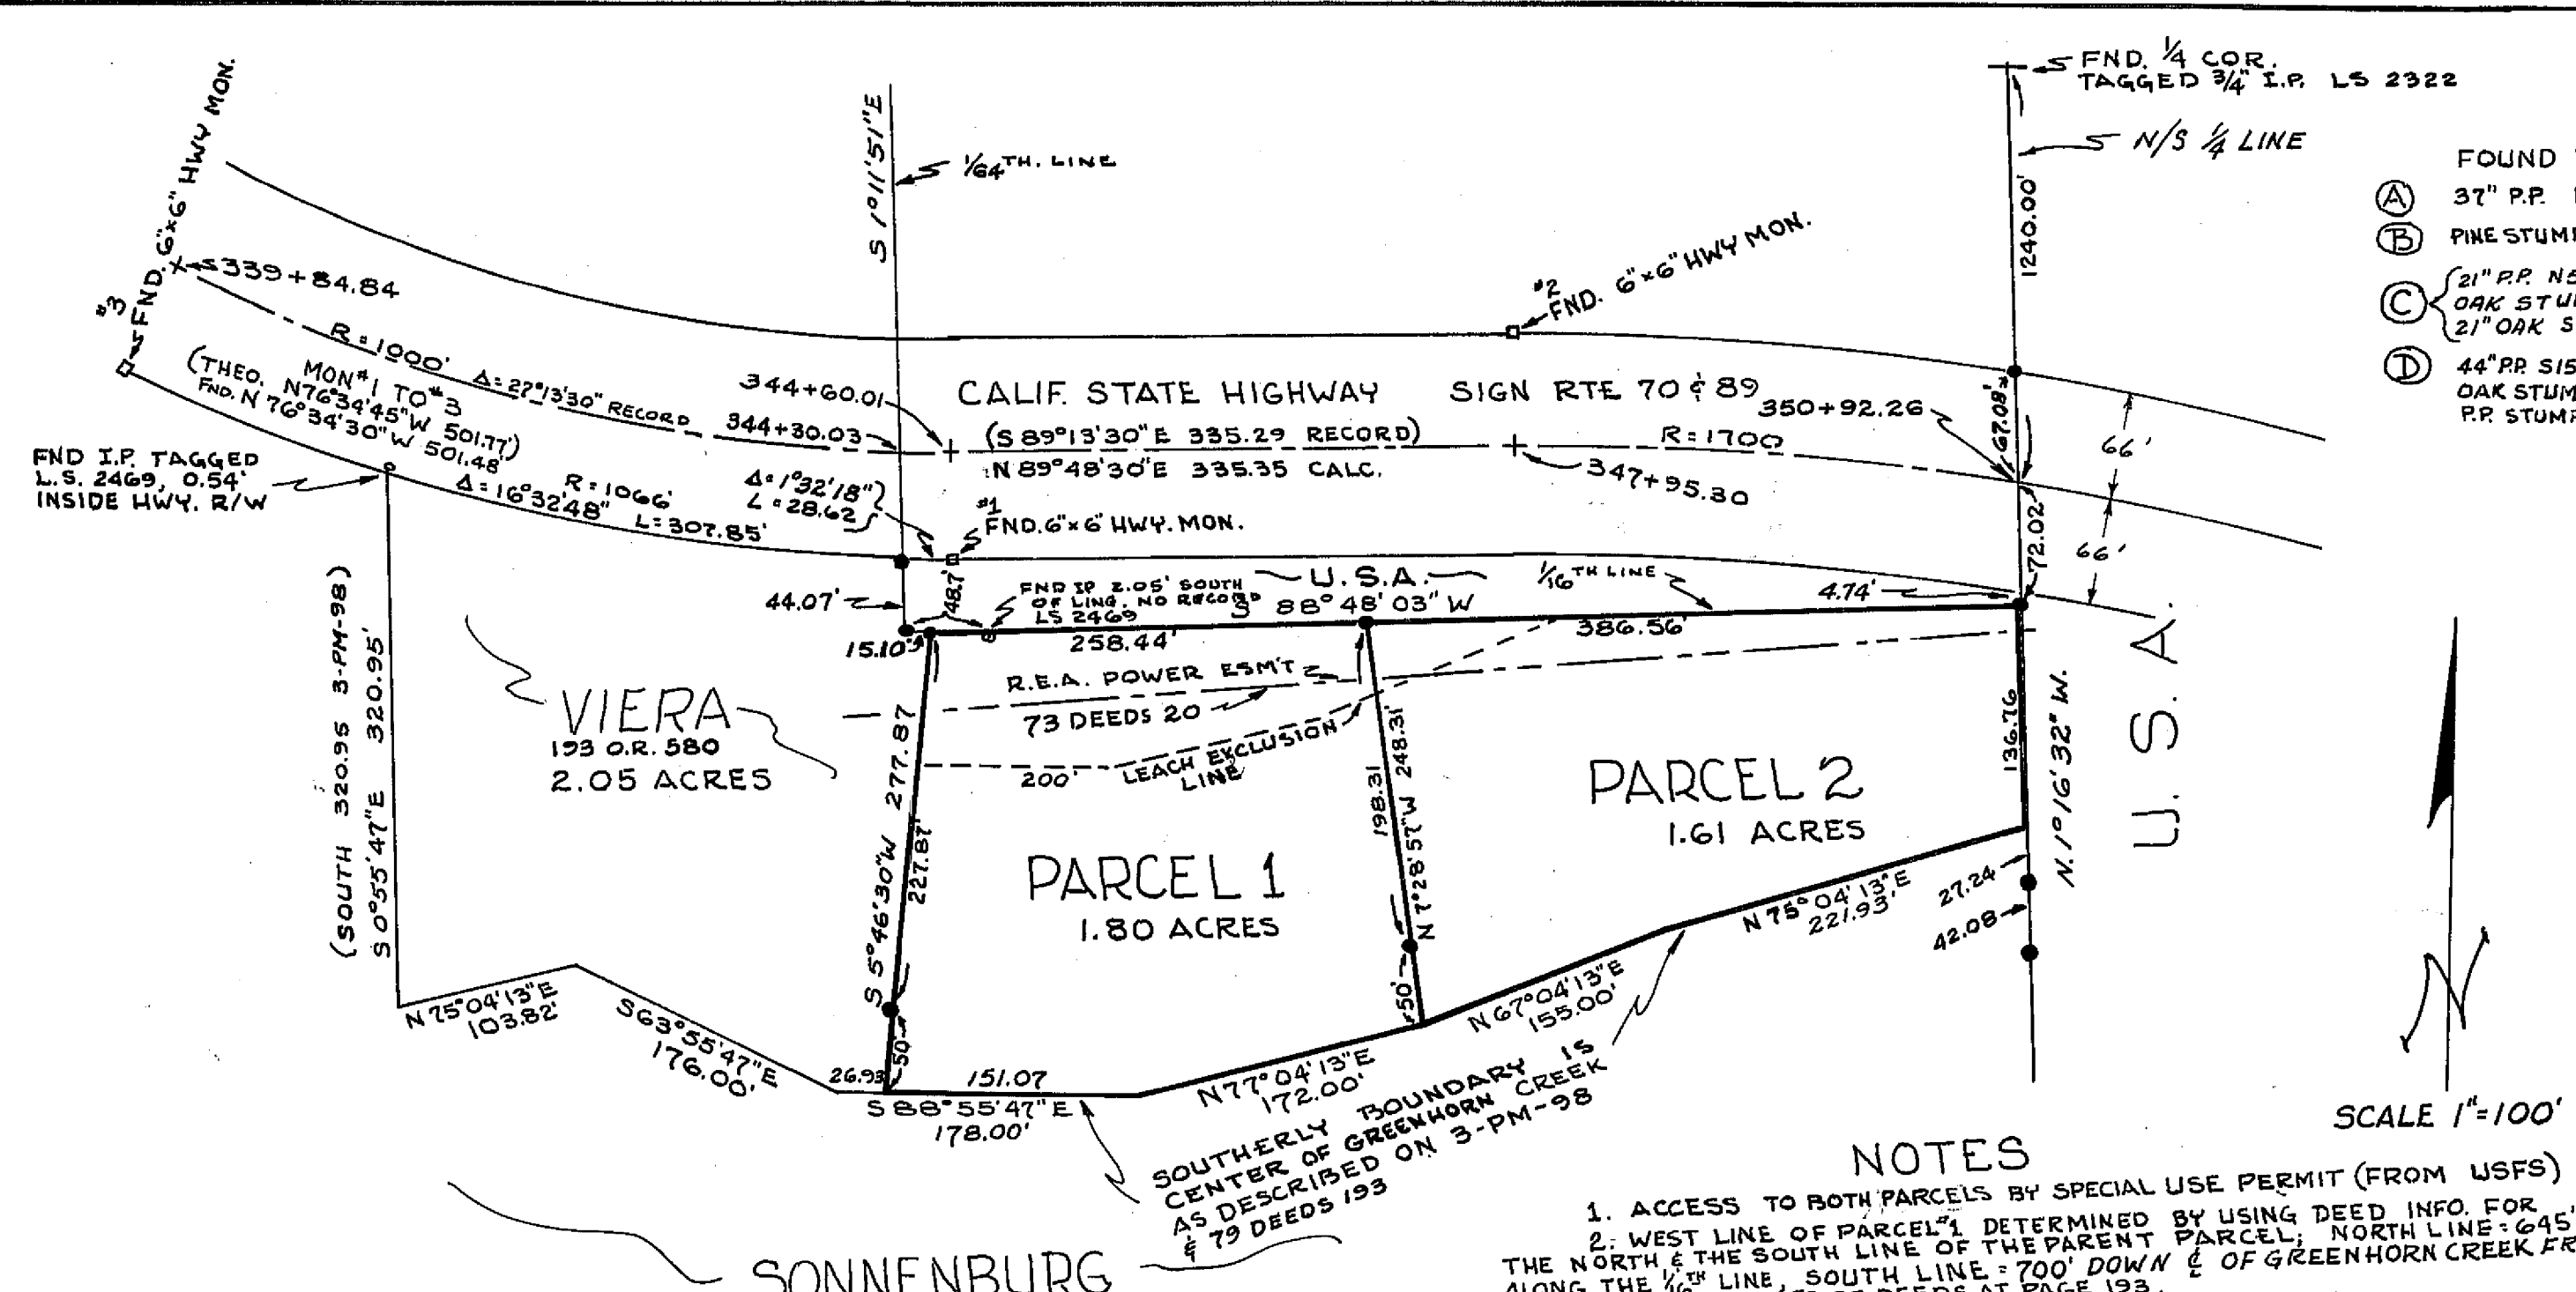 FND. 1/4 COR.
TAGGED 3/4" I.P. LS 2322
N/S 1/4 LINE
1240.00'
FOUND
Ⓐ 37" P.P.
Ⓑ PINE STUM
Ⓒ 21" P.P. N5
OAK STU
21" OAK S
Ⓓ 44" P.P. S15
OAK STUM
P.P. STUMP
#3
FND. 6"x6" HWY MON.
339+84.84
R=1000'
Δ=27°13'30" RECORD
MON #1 TO #3
(THEO. N76°34'45"W 501.77')
FND. N 76°34'30"W 501.48'
S 1°11'51"E
1/64TH. LINE
344+60.01
344+30.03
CALIF. STATE HIGHWAY SIGN RTE 70 & 89
(S 89°13'30"E 335.29 RECORD)
N 89°48'30"E 335.35 CALC.
#2
FND. 6"x6" HWY MON.
350+92.26
R=1700
347+95.30
67.08'
66'
72.02'
66'
FND I.P. TAGGED
L.S. 2469, 0.54'
INSIDE HWY. R/W
R=1066'
Δ=16°32'48" L=307.85'
Δ=1°32'18"
L=28.62
#1
FND. 6"x6" HWY. MON.
44.07'
48.7'
15.10'
FND IP 2.05' SOUTH
OF LINE. NO RECORD
LS 2469
U.S.A.
1/16TH LINE
S 88°48'03"W
4.74'
258.44'
386.56'
R.E.A. POWER ESM'T
73 DEEDS 20
200' LEACH EXCLUSION
LINE
(SOUTH 320.95 3-PM-98)
S 0°55'47"E 320.95'
VIERA
193 O.R. 580
2.05 ACRES
S 5°46'30"W 277.87
227.87'
50'
PARCEL 1
1.80 ACRES
198.31
N 7°28'57"W 248.31'
50'
PARCEL 2
1.61 ACRES
136.76
N. 1°16'32" W.
U. S. A.
27.24
42.08
N 75°04'13"E
103.82'
S 63°55'47"E
176.00'
26.93
151.07
S 88°55'47"E
178.00'
N 77°04'13"E
172.00'
N 67°04'13"E
155.00'
N 75°04'13"E
221.93'
SOUTHERLY BOUNDARY IS
CENTER OF GREENHORN CREEK
AS DESCRIBED ON 3-PM-98
& 79 DEEDS 193
SONNENBURG
N
SCALE 1"=100'
NOTES
1. ACCESS TO BOTH PARCELS BY SPECIAL USE PERMIT (FROM USFS)
2. WEST LINE OF PARCEL #1 DETERMINED BY USING DEED INFO. FOR
THE NORTH & THE SOUTH LINE OF THE PARENT PARCEL; NORTH LINE=645'
ALONG THE 1/16TH LINE, SOUTH LINE=700' DOWN ℄ OF GREENHORN CREEK FR
OF DEEDS AT PAGE 193.